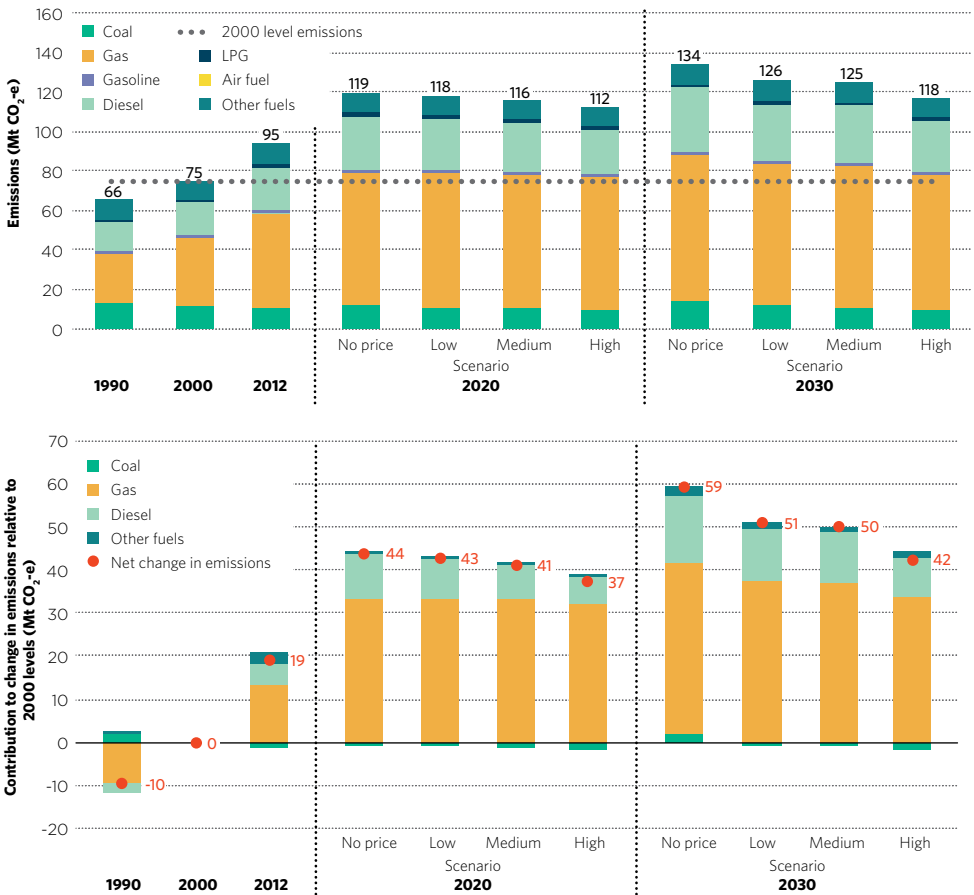 Emissions (Mt CO₂-e)
160
140
120
100
80
60
40
20
0
Coal
2000 level emissions
Gas
LPG
Gasoline
Air fuel
Diesel
Other fuels
66
75
95
119
118
116
112
134
126
125
118
No price Low Medium High
No price Low Medium High
Scenario
Scenario
1990 2000 2012 2020 2030
Contribution to change in emissions relative to
2000 levels (Mt CO₂-e)
70
60
50
40
30
20
10
0
-10
-20
Coal
Gas
Diesel
Other fuels
Net change in emissions
-10
0
19
44
43
41
37
59
51
50
42
No price Low Medium High
No price Low Medium High
Scenario
Scenario
1990 2000 2012 2020 2030